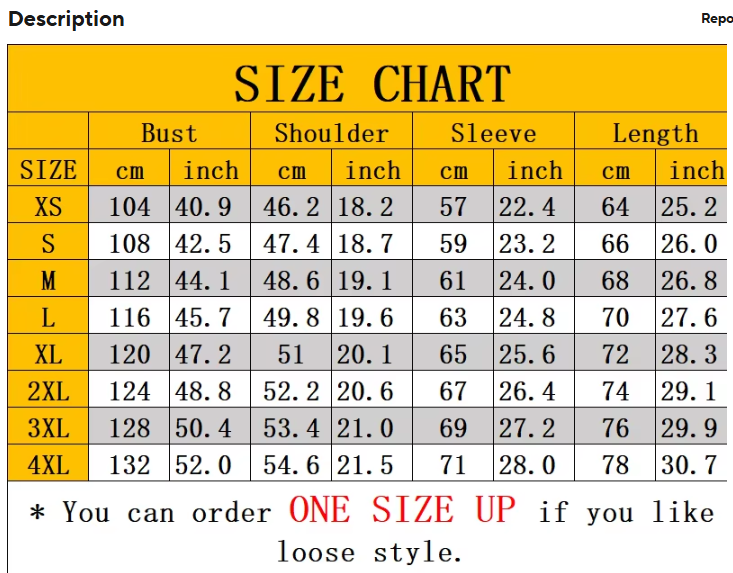 Description
Repo
SIZE CHART
Bust Shoulder Sleeve Length
SIZE cm inch cm inch cm inch cm inch
XS 104 40.9 46.2 18.2 57 22.4 64 25.2
S 108 42.5 47.4 18.7 59 23.2 66 26.0
M 112 44.1 48.6 19.1 61 24.0 68 26.8
L 116 45.7 49.8 19.6 63 24.8 70 27.6
XL 120 47.2 51 20.1 65 25.6 72 28.3
2XL 124 48.8 52.2 20.6 67 26.4 74 29.1
3XL 128 50.4 53.4 21.0 69 27.2 76 29.9
4XL 132 52.0 54.6 21.5 71 28.0 78 30.7
* You can order ONE SIZE UP if you like
loose style.